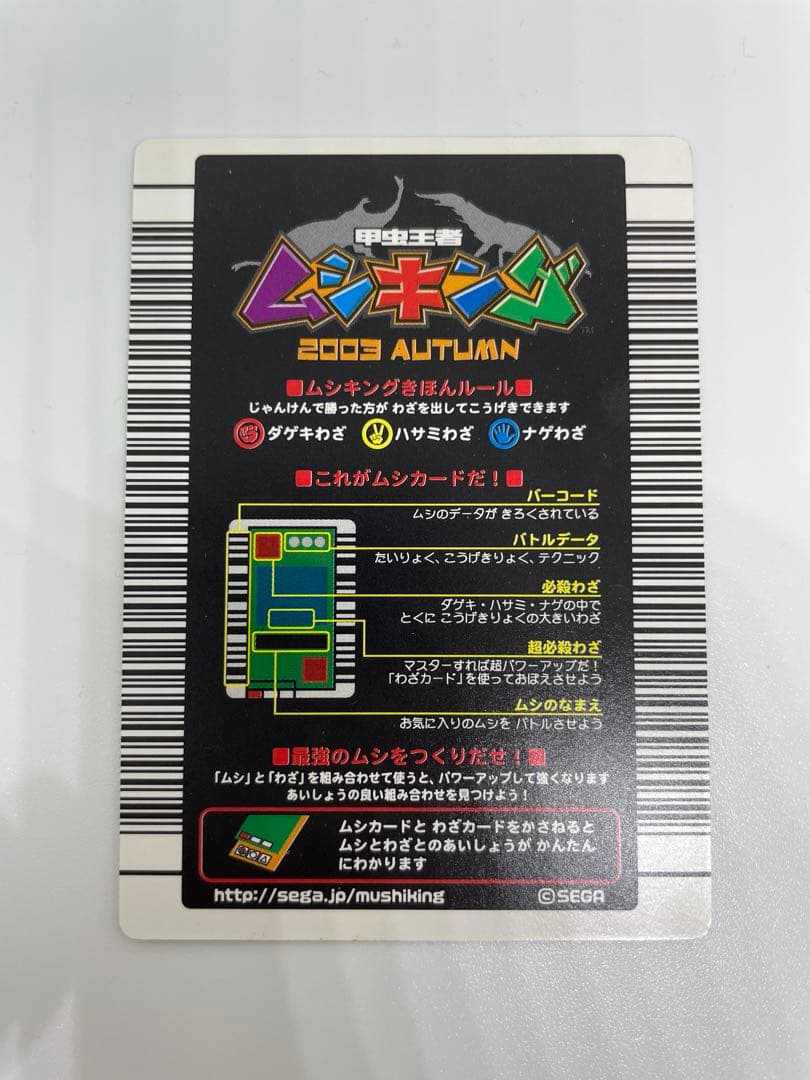 甲虫王者
ムシキング
2003 AUTUMN
■ムシキングきほんルール■
じゃんけんで勝った方が わざを出してこうげきできます
ダゲキわざ ハサミわざ ナゲわざ
■これがムシカードだ！■
バーコード
ムシのデータが きろくされている
バトルデータ
たいりょく、こうげきりょく、テクニック
必殺わざ
ダゲキ・ハサミ・ナゲの中で
とくに こうげきりょくの大きいわざ
超必殺わざ
マスターすれば超パワーアップだ！
「わざカード」を使っておぼえさせよう
ムシのなまえ
お気に入りのムシを バトルさせよう
■最強のムシをつくりだせ！■
「ムシ」と「わざ」を組み合わせて使うと、パワーアップして強くなります
あいしょうの良い組み合わせを見つけよう！
ムシカードと わざカードをかさねると
ムシとわざとのあいしょうが かんたん
にわかります
http://sega.jp/mushiking ©SEGA